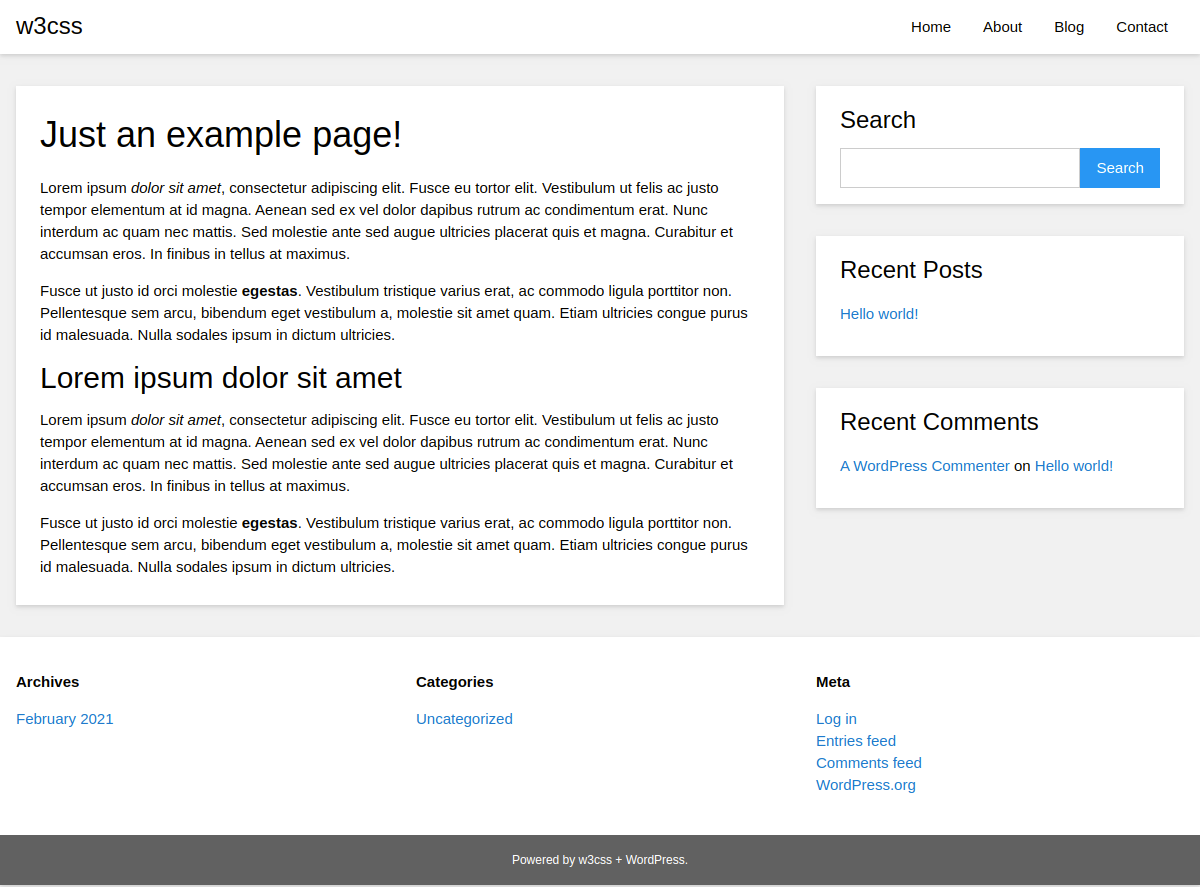 w3css
Home About Blog Contact
Just an example page!
Lorem ipsum dolor sit amet, consectetur adipiscing elit. Fusce eu tortor elit. Vestibulum ut felis ac justo
tempor elementum at id magna. Aenean sed ex vel dolor dapibus rutrum ac condimentum erat. Nunc
interdum ac quam nec mattis. Sed molestie ante sed augue ultricies placerat quis et magna. Curabitur et
accumsan eros. In finibus in tellus at maximus.
Fusce ut justo id orci molestie egestas. Vestibulum tristique varius erat, ac commodo ligula porttitor non.
Pellentesque sem arcu, bibendum eget vestibulum a, molestie sit amet quam. Etiam ultricies congue purus
id malesuada. Nulla sodales ipsum in dictum ultricies.
Lorem ipsum dolor sit amet
Lorem ipsum dolor sit amet, consectetur adipiscing elit. Fusce eu tortor elit. Vestibulum ut felis ac justo
tempor elementum at id magna. Aenean sed ex vel dolor dapibus rutrum ac condimentum erat. Nunc
interdum ac quam nec mattis. Sed molestie ante sed augue ultricies placerat quis et magna. Curabitur et
accumsan eros. In finibus in tellus at maximus.
Fusce ut justo id orci molestie egestas. Vestibulum tristique varius erat, ac commodo ligula porttitor non.
Pellentesque sem arcu, bibendum eget vestibulum a, molestie sit amet quam. Etiam ultricies congue purus
id malesuada. Nulla sodales ipsum in dictum ultricies.
Search
Search
Recent Posts
Hello world!
Recent Comments
A WordPress Commenter on Hello world!
Archives
February 2021
Categories
Uncategorized
Meta
Log in
Entries feed
Comments feed
WordPress.org
Powered by w3css + WordPress.